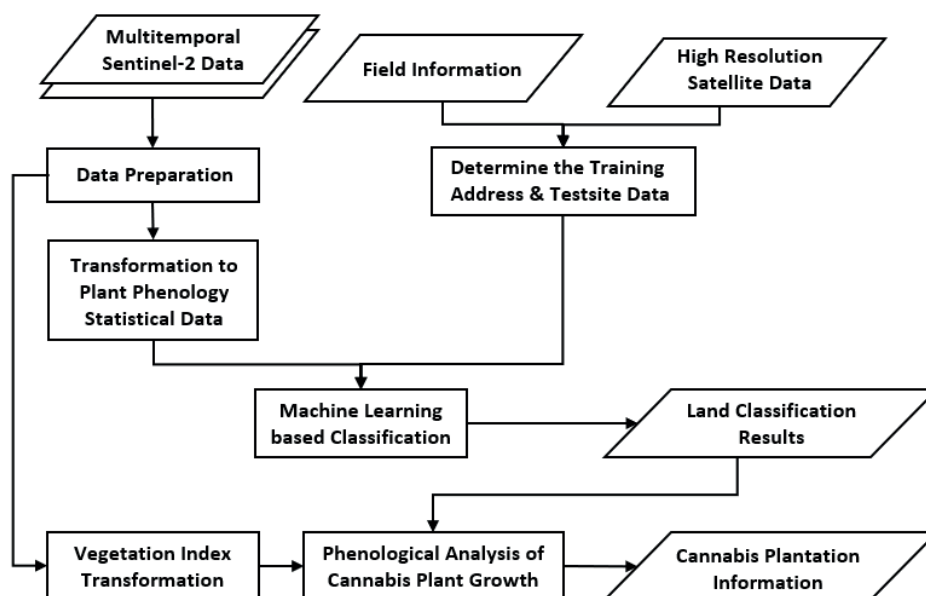 Multitemporal
Sentinel-2 Data
Field Information
High Resolution
Satellite Data
Data Preparation
Determine the Training
Address & Testsite Data
Transformation to
Plant Phenology
Statistical Data
Machine Learning
based Classification
Land Classification
Results
Vegetation Index
Transformation
Phenological Analysis of
Cannabis Plant Growth
Cannabis Plantation
Information